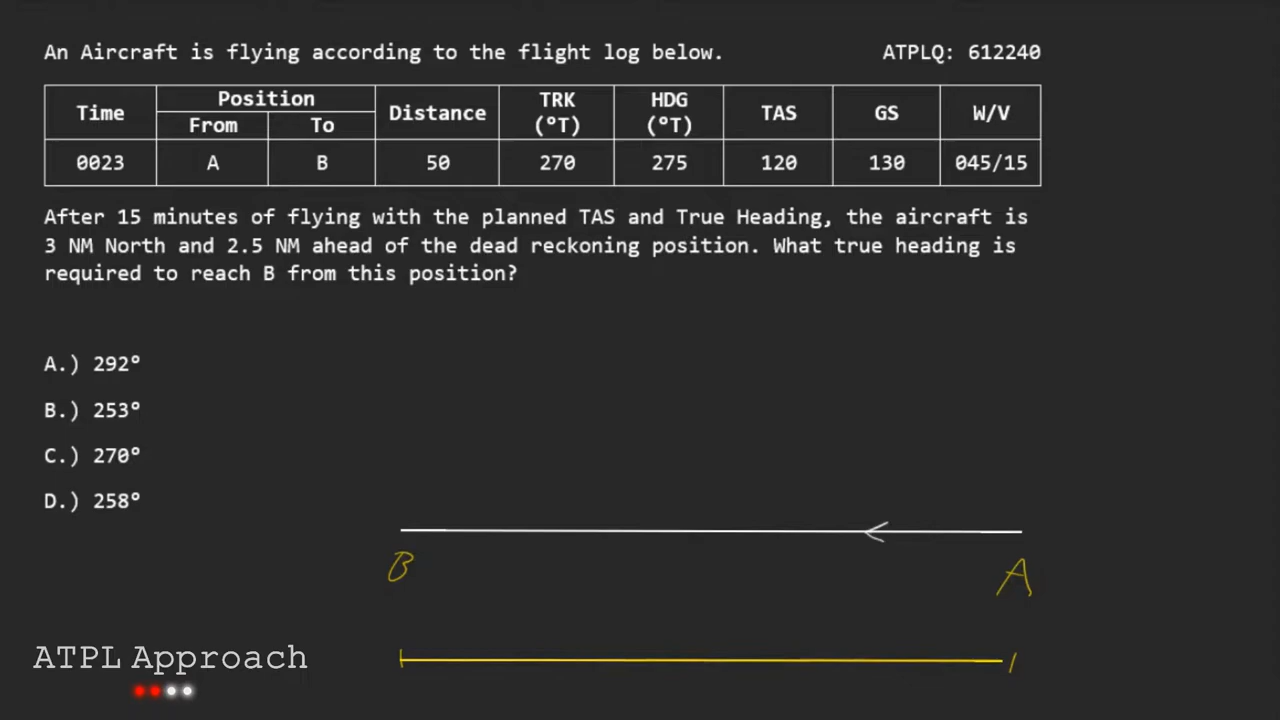 An Aircraft is flying according to the flight log below. ATPLQ: 612240
Time Position Distance TRK (°T) HDG (°T) TAS GS W/V
From To
0023 A B 50 270 275 120 130 045/15
After 15 minutes of flying with the planned TAS and True Heading, the aircraft is
3 NM North and 2.5 NM ahead of the dead reckoning position. What true heading is
required to reach B from this position?
A.) 292°
B.) 253°
C.) 270°
D.) 258°
B A
ATPL Approach